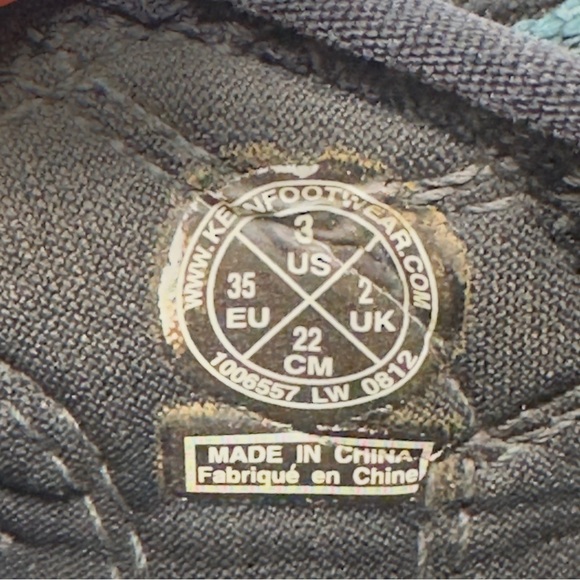 WWW.KEENFOOTWEAR.COM
3
US
35
EU
2
UK
22
CM
1006557 LW 0812
MADE IN CHINA
Fabriqué en Chine